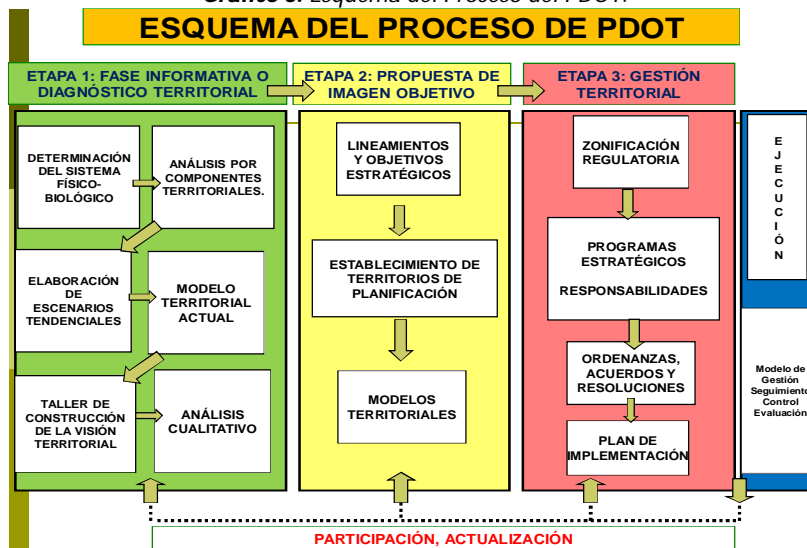 ESQUEMA DEL PROCESO DE PDOT
ETAPA 1: FASE INFORMATIVA O
DIAGNÓSTICO TERRITORIAL
ETAPA 2: PROPUESTA DE
IMAGEN OBJETIVO
ETAPA 3: GESTIÓN
TERRITORIAL
DETERMINACIÓN
DEL SISTEMA
FÍSICO-
BIOLÓGICO
ANÁLISIS POR
COMPONENTES
TERRITORIALES.
ELABORACIÓN
DE
ESCENARIOS
TENDENCIALES
MODELO
TERRITORIAL
ACTUAL
TALLER DE
CONSTRUCCIÓN
DE LA VISIÓN
TERRITORIAL
ANÁLISIS
CUALITATIVO
LINEAMIENTOS
Y OBJETIVOS
ESTRATÉGICOS
ESTABLECIMIENTO DE
TERRITORIOS DE
PLANIFICACIÓN
MODELOS
TERRITORIALES
ZONIFICACIÓN
REGULATORIA
PROGRAMAS
ESTRATÉGICOS
RESPONSABILIDADES
ORDENANZAS,
ACUERDOS Y
RESOLUCIONES
PLAN DE
IMPLEMENTACIÓN
E
J
E
C
U
C
I
Ó
N
Modelo de
Gestión
Seguimiento
Control
Evaluación
PARTICIPACIÓN, ACTUALIZACIÓN